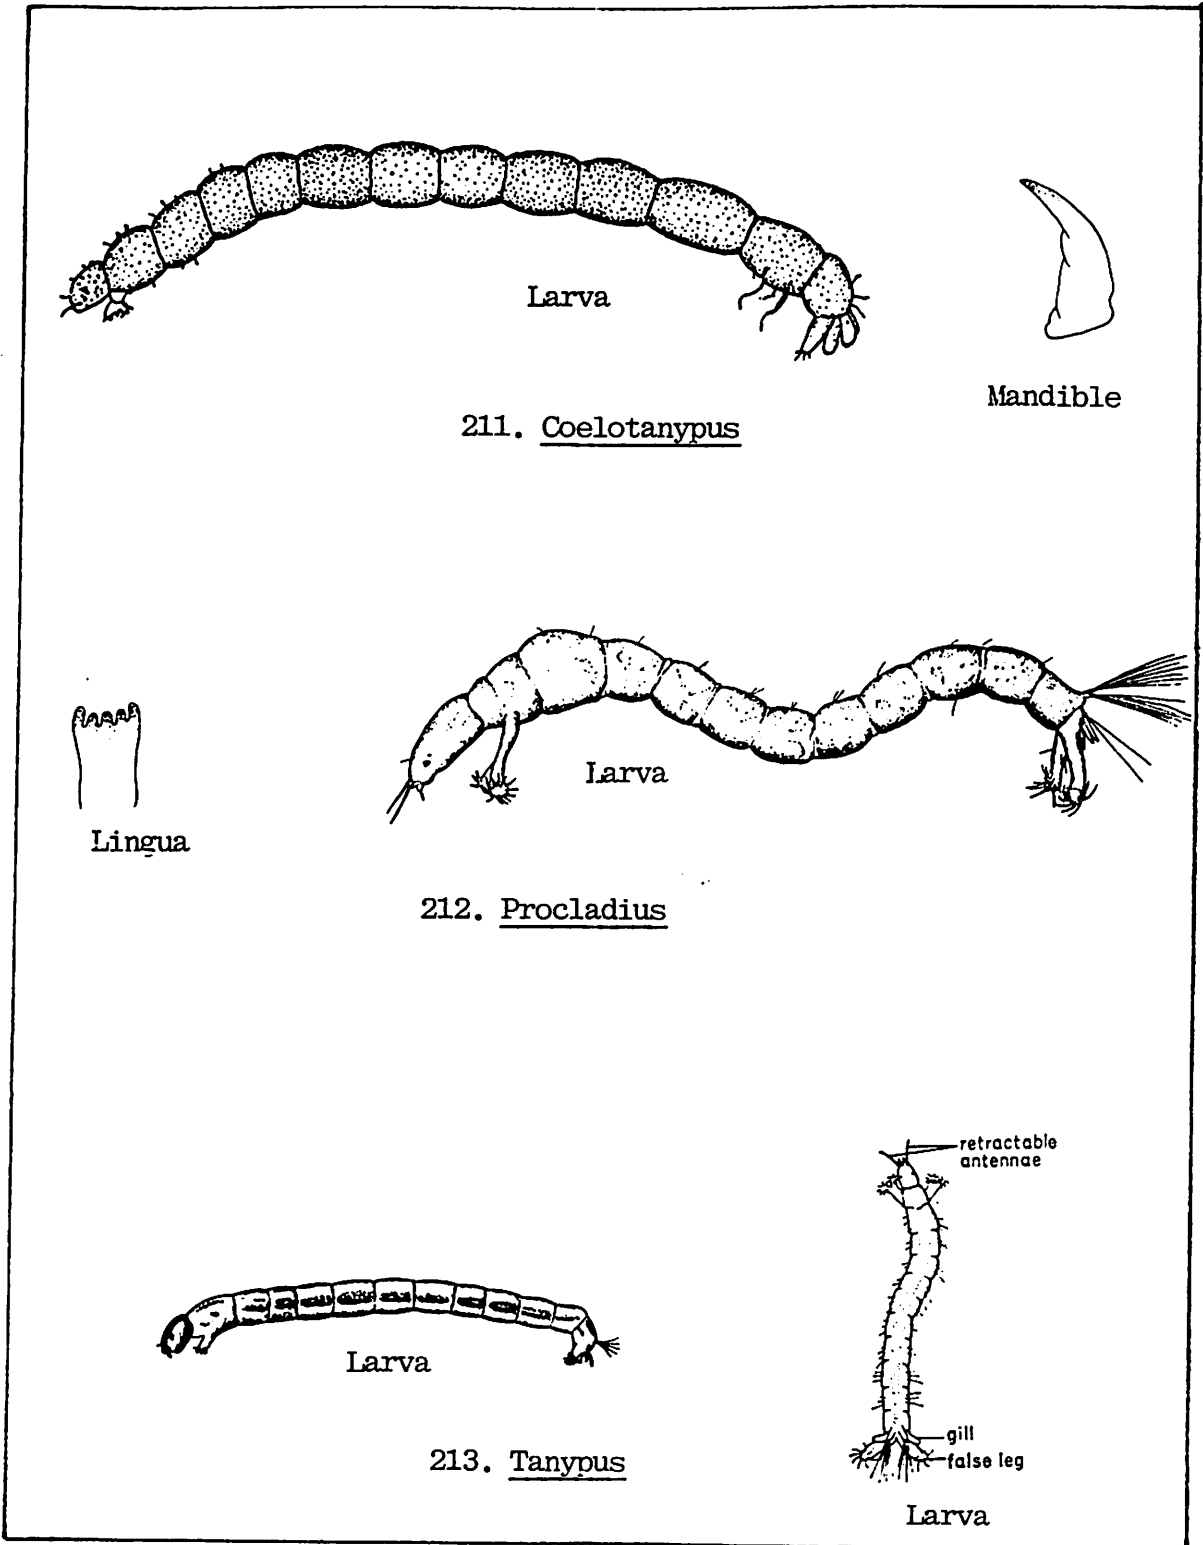 Larva
Mandible
211. Coelotanypus
Larva
Lingua
212. Procladius
retractable
antennae
Larva
gill
213. Tanypus
false leg
Larva